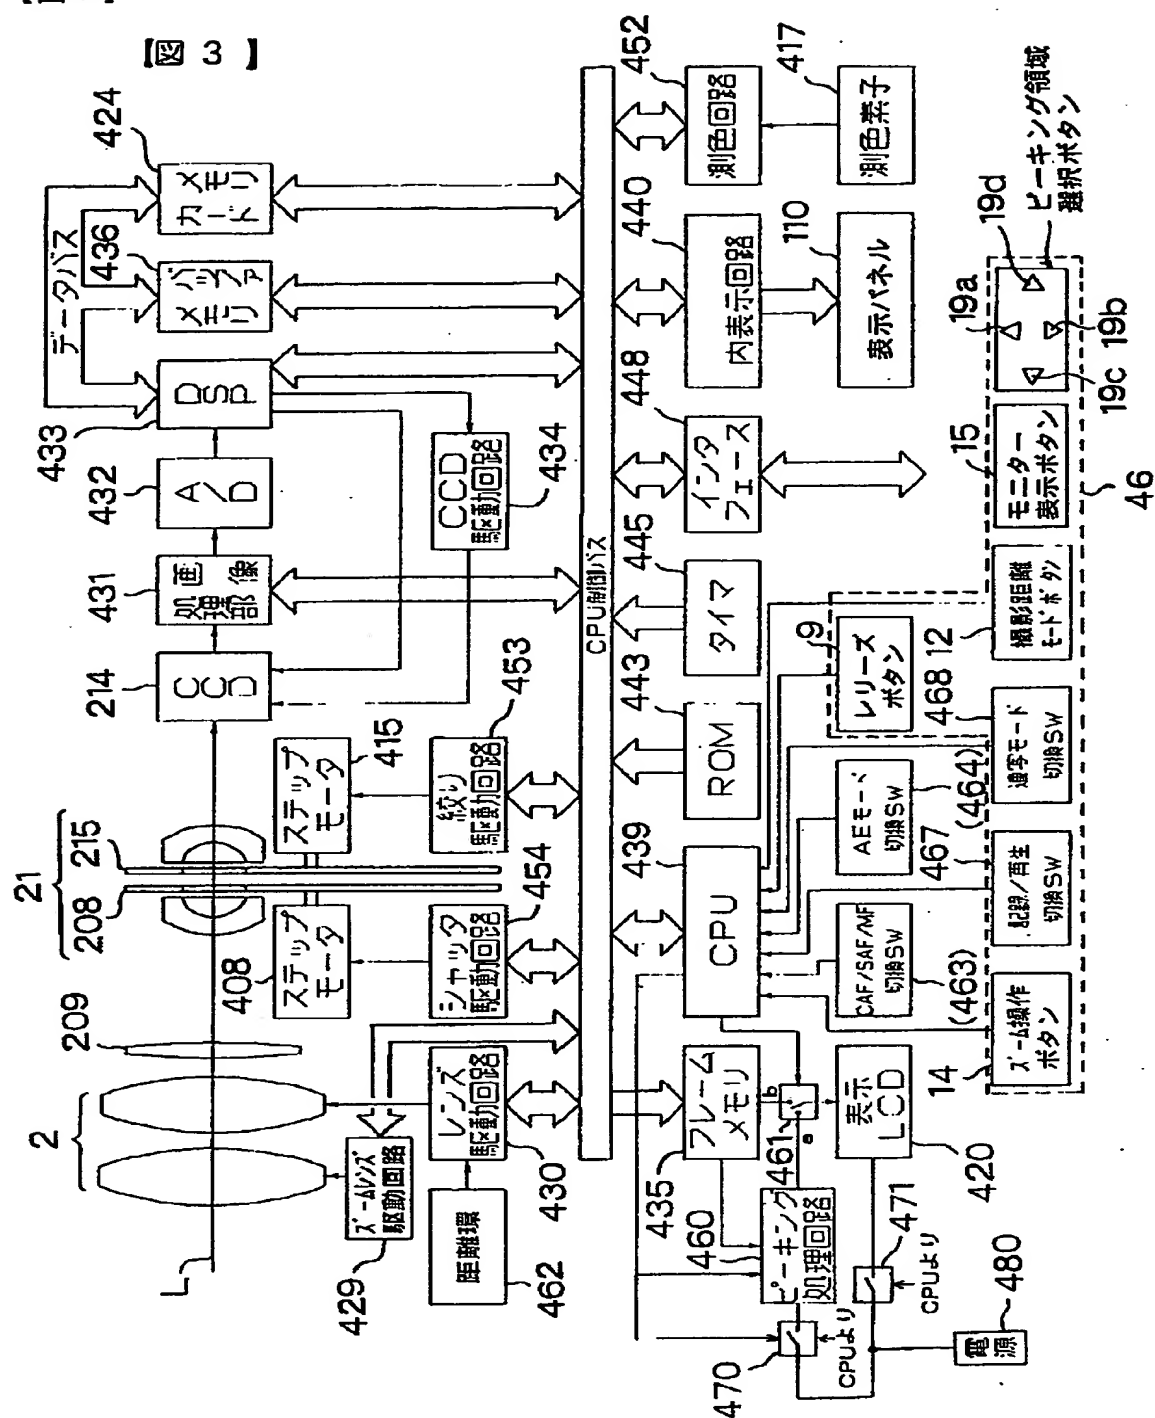 【図 3 】
424
メモリ
カード
データバス
436
バッファ
メモリ
433
DSP
432
A/D
431
画像
処理部
214
CCD
CCD
駆動回路
434
21
215
208
ステップ
モータ
415
絞り
駆動回路
453
408
ステップ
モータ
シャッタ
駆動回路
454
209
2
L
ズームレンズ
駆動回路
429
レンズ
駆動回路
430
距離環
462
CPU制御バス
452
測色回路
417
測色素子
440
内表示回路
110
表示パネル
448
インタ
フェース
445
タイマ
443
ROM
439
CPU
435
フレーム
メモリ
b
a
461
表示
LCD
420
460
ピーキング
処理回路
470
CPUより
471
CPUより
480
電源
ピーキング領域
選択ボタン
19a
19d
19b
19c
15
モニター
表示ボタン
46
撮影距離
モードボタン
12
9
レリーズ
ボタン
468
切換SW
AEモード
切換SW
(464)
467
記録/再生
切換SW
CAF/SAF/MF
切換SW
(463)
ズーム操作
ボタン
14